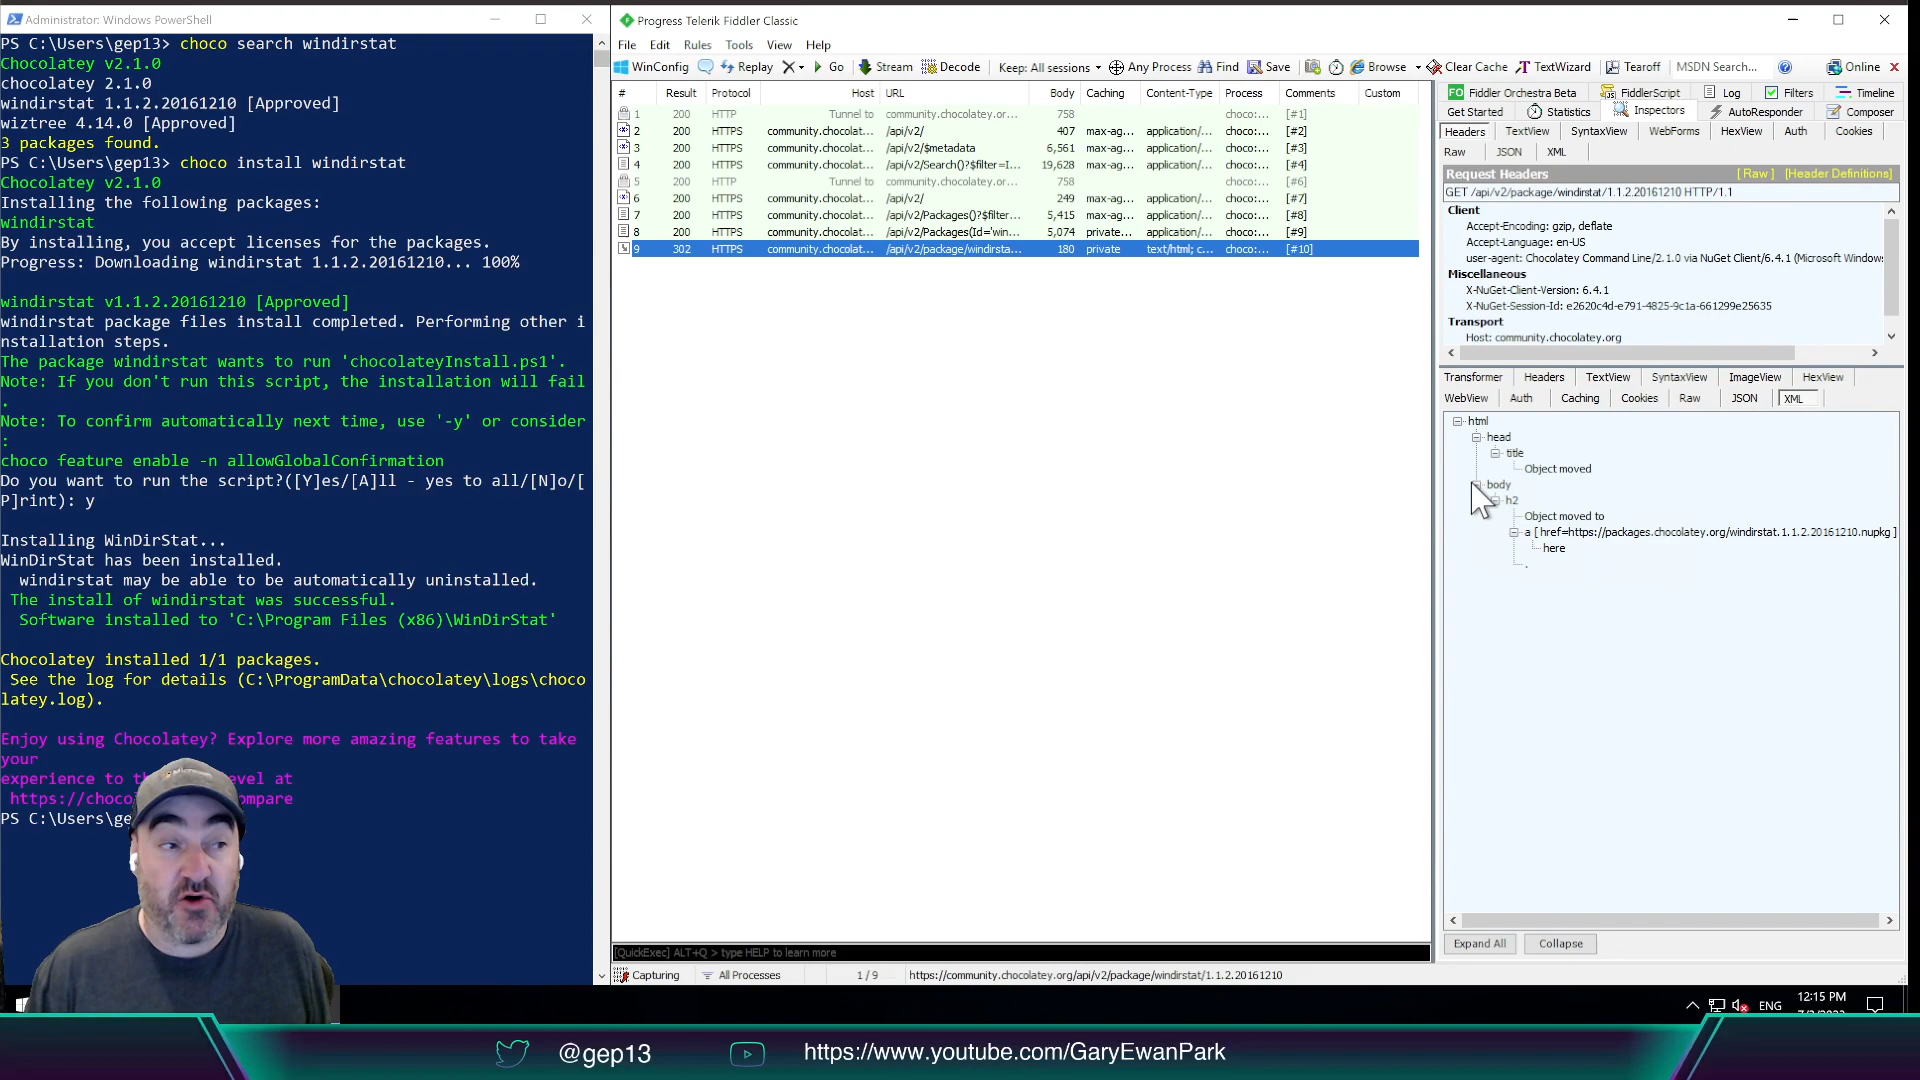 Administrator: Windows PowerShell
PS C:\Users\gep13> choco search windirstat
Chocolatey v2.1.0
chocolatey 2.1.0
windirstat 1.1.2.20161210 [Approved]
wiztree 4.14.0 [Approved]
3 packages found.
PS C:\Users\gep13> choco install windirstat
Chocolatey v2.1.0
Installing the following packages:
windirstat
By installing, you accept licenses for the packages.
Progress: Downloading windirstat 1.1.2.20161210... 100%
windirstat v1.1.2.20161210 [Approved]
windirstat package files install completed. Performing other i
nstallation steps.
The package windirstat wants to run 'chocolateyInstall.ps1'.
Note: If you don't run this script, the installation will fail
.
Note: To confirm automatically next time, use '-y' or consider
:
choco feature enable -n allowGlobalConfirmation
Do you want to run the script?([Y]es/[A]ll - yes to all/[N]o/[
P]rint): y
Installing WinDirStat...
WinDirStat has been installed.
windirstat may be able to be automatically uninstalled.
The install of windirstat was successful.
Software installed to 'C:\Program Files (x86)\WinDirStat'
Chocolatey installed 1/1 packages.
See the log for details (C:\ProgramData\chocolatey\logs\choco
latey.log).
Enjoy using Chocolatey? Explore more amazing features to take
your
experience to evel at
https://choco ompare
PS C:\Users\ge
Progress Telerik Fiddler Classic
File Edit Rules Tools View Help
WinConfig Replay Go Stream Decode Keep: All sessions Any Process Find Save Browse Clear Cache TextWizard Tearoff MSDN Search... Online
# Result Protocol Host URL Body Caching Content-Type Process Comments Custom
1 200 HTTP Tunnel to community.chocolatey.or... 758 choco:... [#1]
2 200 HTTPS community.chocolat... /api/v2/ 407 max-ag... application/... choco:... [#2]
3 200 HTTPS community.chocolat... /api/v2/$metadata 6,561 max-ag... application/... choco:... [#3]
4 200 HTTPS community.chocolat... /api/v2/Search()?$filter=I... 19,628 max-ag... application/... choco:... [#4]
5 200 HTTP Tunnel to community.chocolatey.or... 758 choco:... [#6]
6 200 HTTPS community.chocolat... /api/v2/ 249 max-ag... application/... choco:... [#7]
7 200 HTTPS community.chocolat... /api/v2/Packages()?$filter... 5,415 max-ag... application/... choco:... [#8]
8 200 HTTPS community.chocolat... /api/v2/Packages(Id='win... 5,074 private... application/... choco:... [#9]
9 302 HTTPS community.chocolat... /api/v2/package/windirsta... 180 private text/html; c... choco:... [#10]
[QuickExec] ALT+Q > type HELP to learn more
Capturing All Processes 1 / 9 https://community.chocolatey.org/api/v2/package/windirstat/1.1.2.20161210
FO Fiddler Orchestra Beta FiddlerScript Log Filters Timeline
Get Started Statistics Inspectors AutoResponder Composer
Headers TextView SyntaxView WebForms HexView Auth Cookies
Raw JSON XML
Request Headers [ Raw ] [Header Definitions]
GET /api/v2/package/windirstat/1.1.2.20161210 HTTP/1.1
Client
Accept-Encoding: gzip, deflate
Accept-Language: en-US
user-agent: Chocolatey Command Line/2.1.0 via NuGet Client/6.4.1 (Microsoft Window
Miscellaneous
X-NuGet-Client-Version: 6.4.1
X-NuGet-Session-Id: e2620c4d-e791-4825-9c1a-661299e25635
Transport
Host: community.chocolatey.org
Transformer Headers TextView SyntaxView ImageView HexView
WebView Auth Caching Cookies Raw JSON XML
html
head
title
Object moved
body
h2
Object moved to
a [ href=https://packages.chocolatey.org/windirstat.1.1.2.20161210.nupkg ]
here
.
Expand All Collapse
ENG 12:15 PM
@gep13 https://www.youtube.com/GaryEwanPark